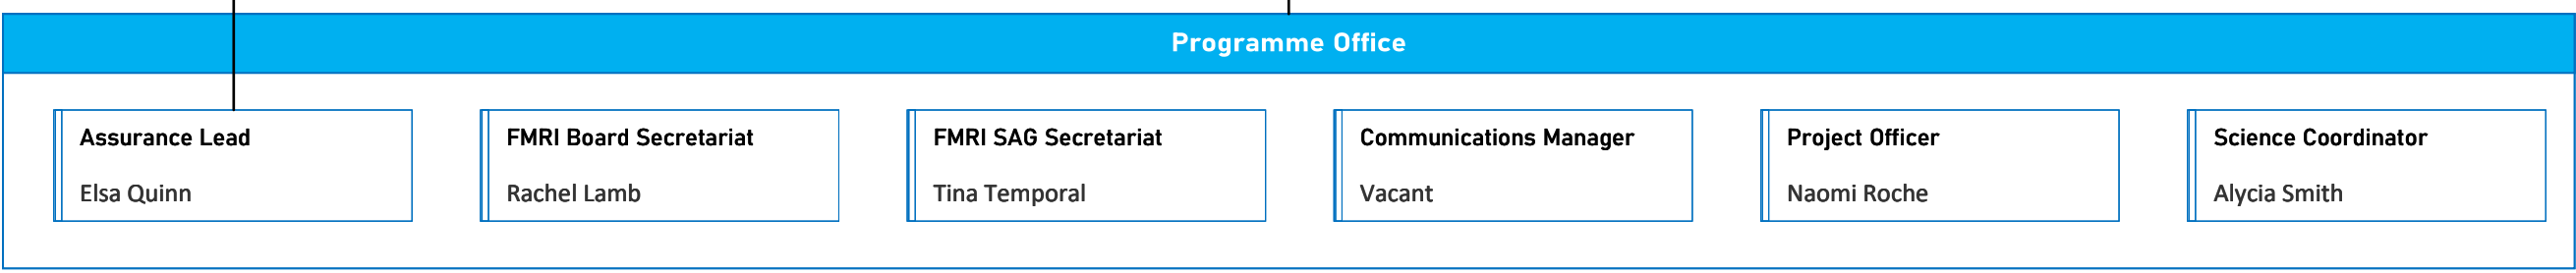 Programme Office
Assurance Lead
Elsa Quinn
FMRI Board Secretariat
Rachel Lamb
FMRI SAG Secretariat
Tina Temporal
Communications Manager
Vacant
Project Officer
Naomi Roche
Science Coordinator
Alycia Smith